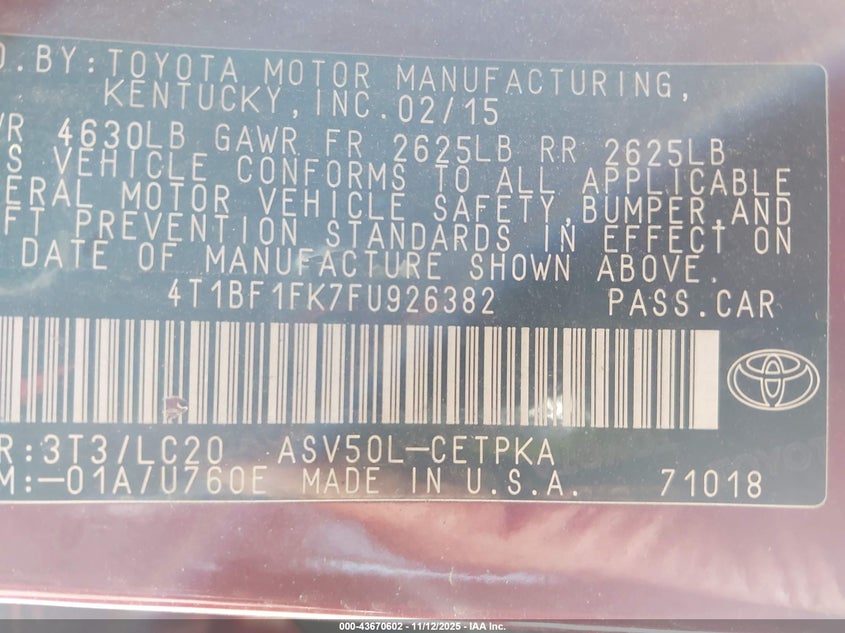 D. BY: TOYOTA MOTOR MANUFACTURING,
KENTUCKY, INC. 02/15
VR 4630LB GAWR FR 2625LB RR 2625LB
S VEHICLE CONFORMS TO ALL APPLICABLE
ERAL MOTOR VEHICLE SAFETY, BUMPER, AND
FT PREVENTION STANDARDS IN EFFECT ON
DATE OF MANUFACTURE SHOWN ABOVE.
4T1BF1FK7FU926382 PASS. CAR
R: 3T3/LC20 ASV50L-CETPKA
M:-01A/U760E MADE IN U.S.A. 71018
000-43670602 - 11/12/2025 - IAA Inc.